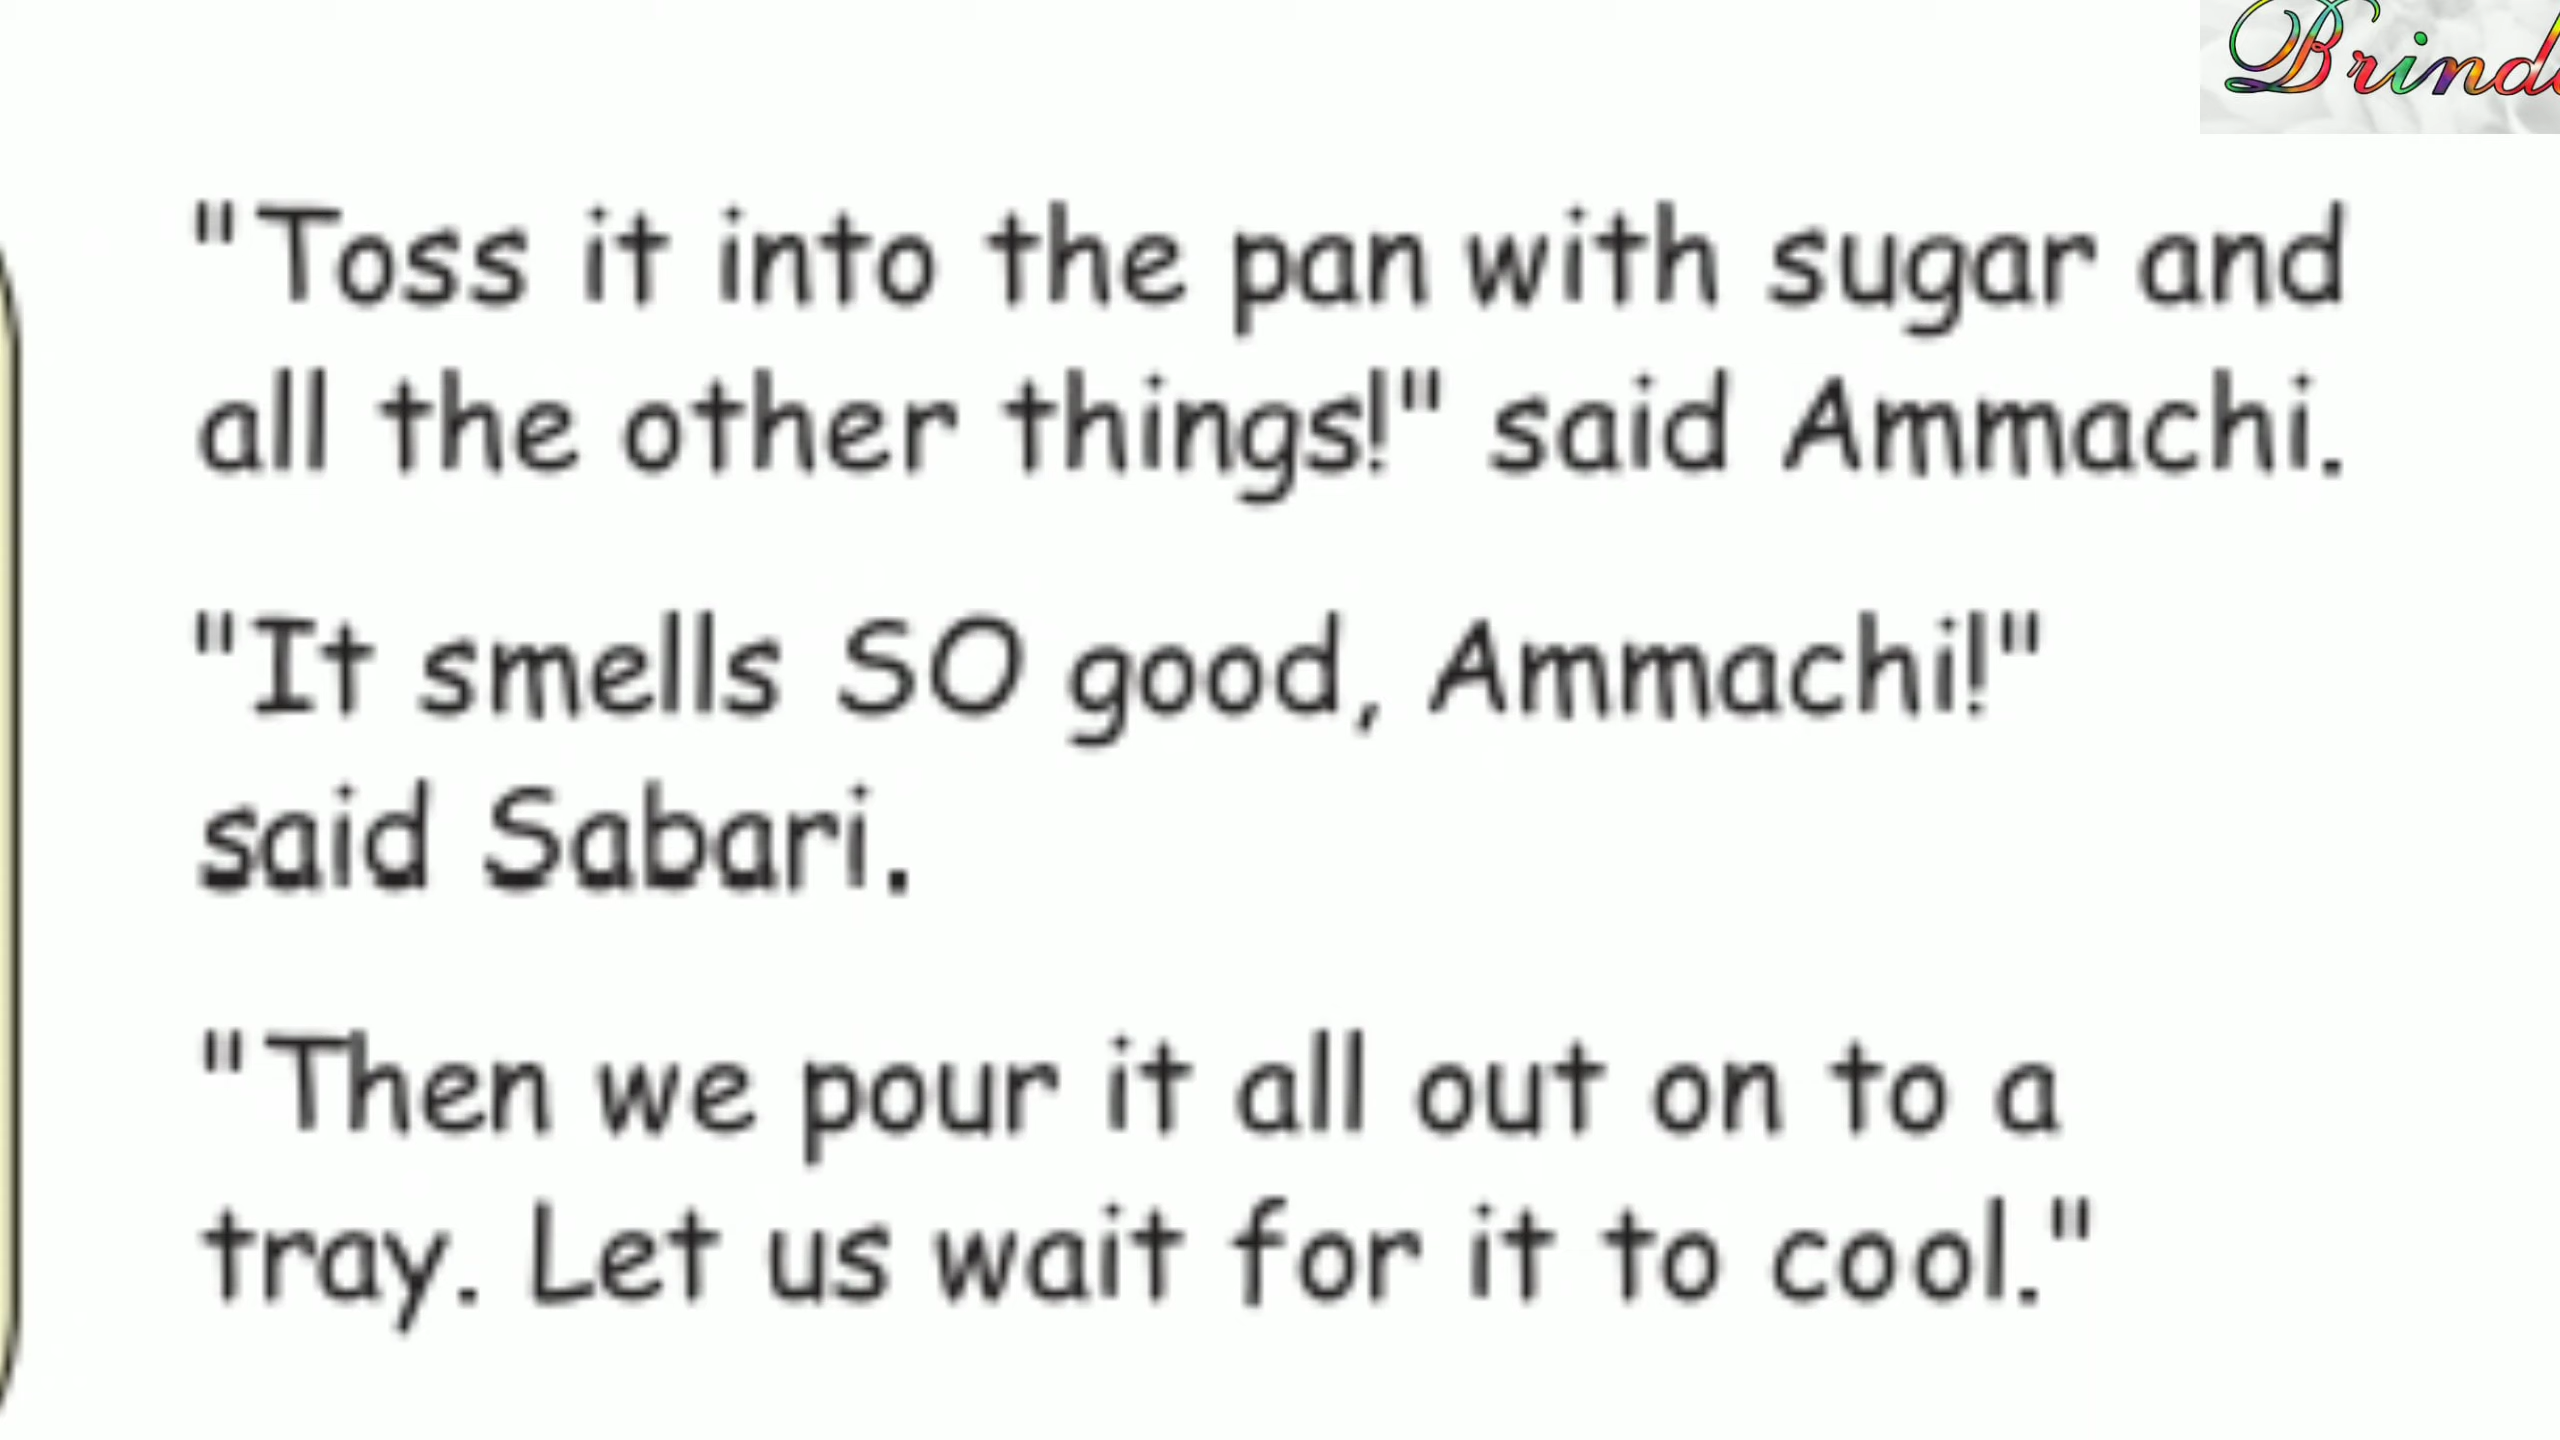 Brind
"Toss it into the pan with sugar and
all the other things!" said Ammachi.
"It smells SO good, Ammachi!"
said Sabari.
"Then we pour it all out on to a
tray. Let us wait for it to cool."